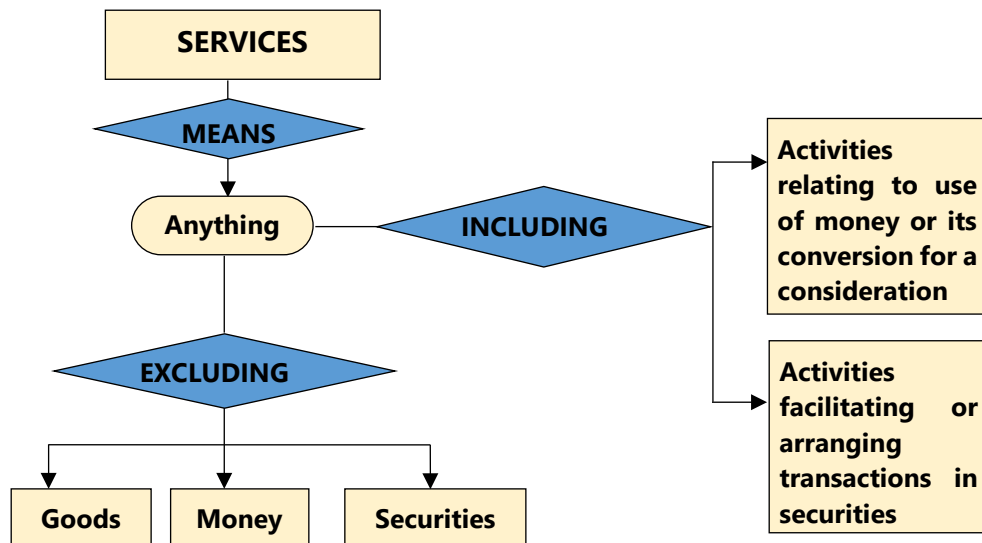 SERVICES
MEANS
Anything
INCLUDING
Activities
relating to use
of money or its
conversion for a
consideration
EXCLUDING
Activities
facilitating or
arranging
transactions in
securities
Goods
Money
Securities